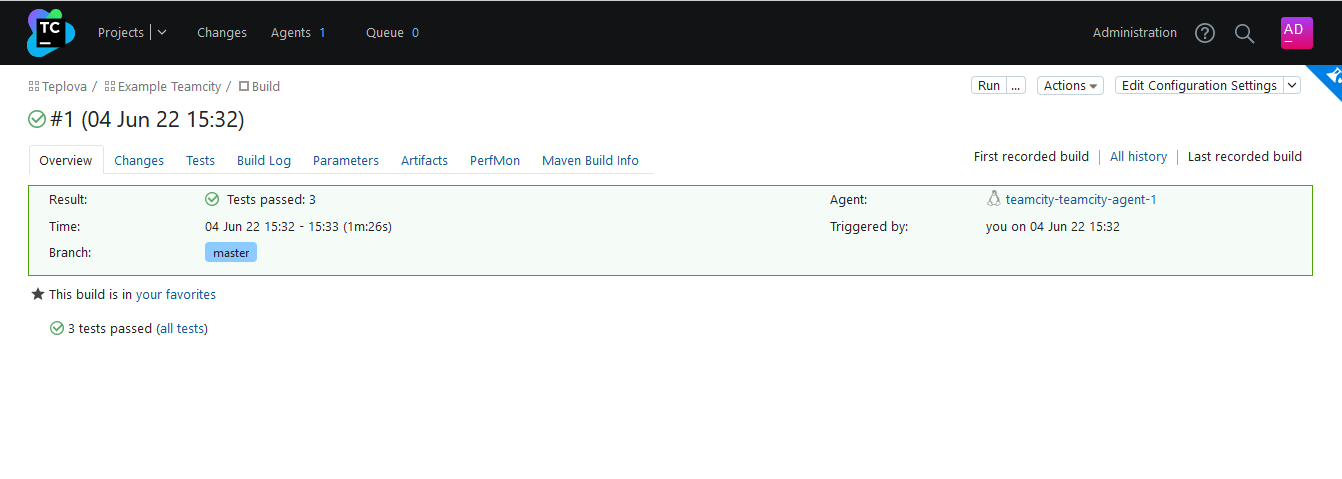 TC Projects Changes Agents 1 Queue 0 Administration AD
Teplova / Example Teamcity / Build Run ... Actions Edit Configuration Settings
#1 (04 Jun 22 15:32)
Overview Changes Tests Build Log Parameters Artifacts PerfMon Maven Build Info First recorded build All history Last recorded build
Result: Tests passed: 3 Agent: teamcity-teamcity-agent-1
Time: 04 Jun 22 15:32 - 15:33 (1m:26s) Triggered by: you on 04 Jun 22 15:32
Branch: master
This build is in your favorites
3 tests passed (all tests)